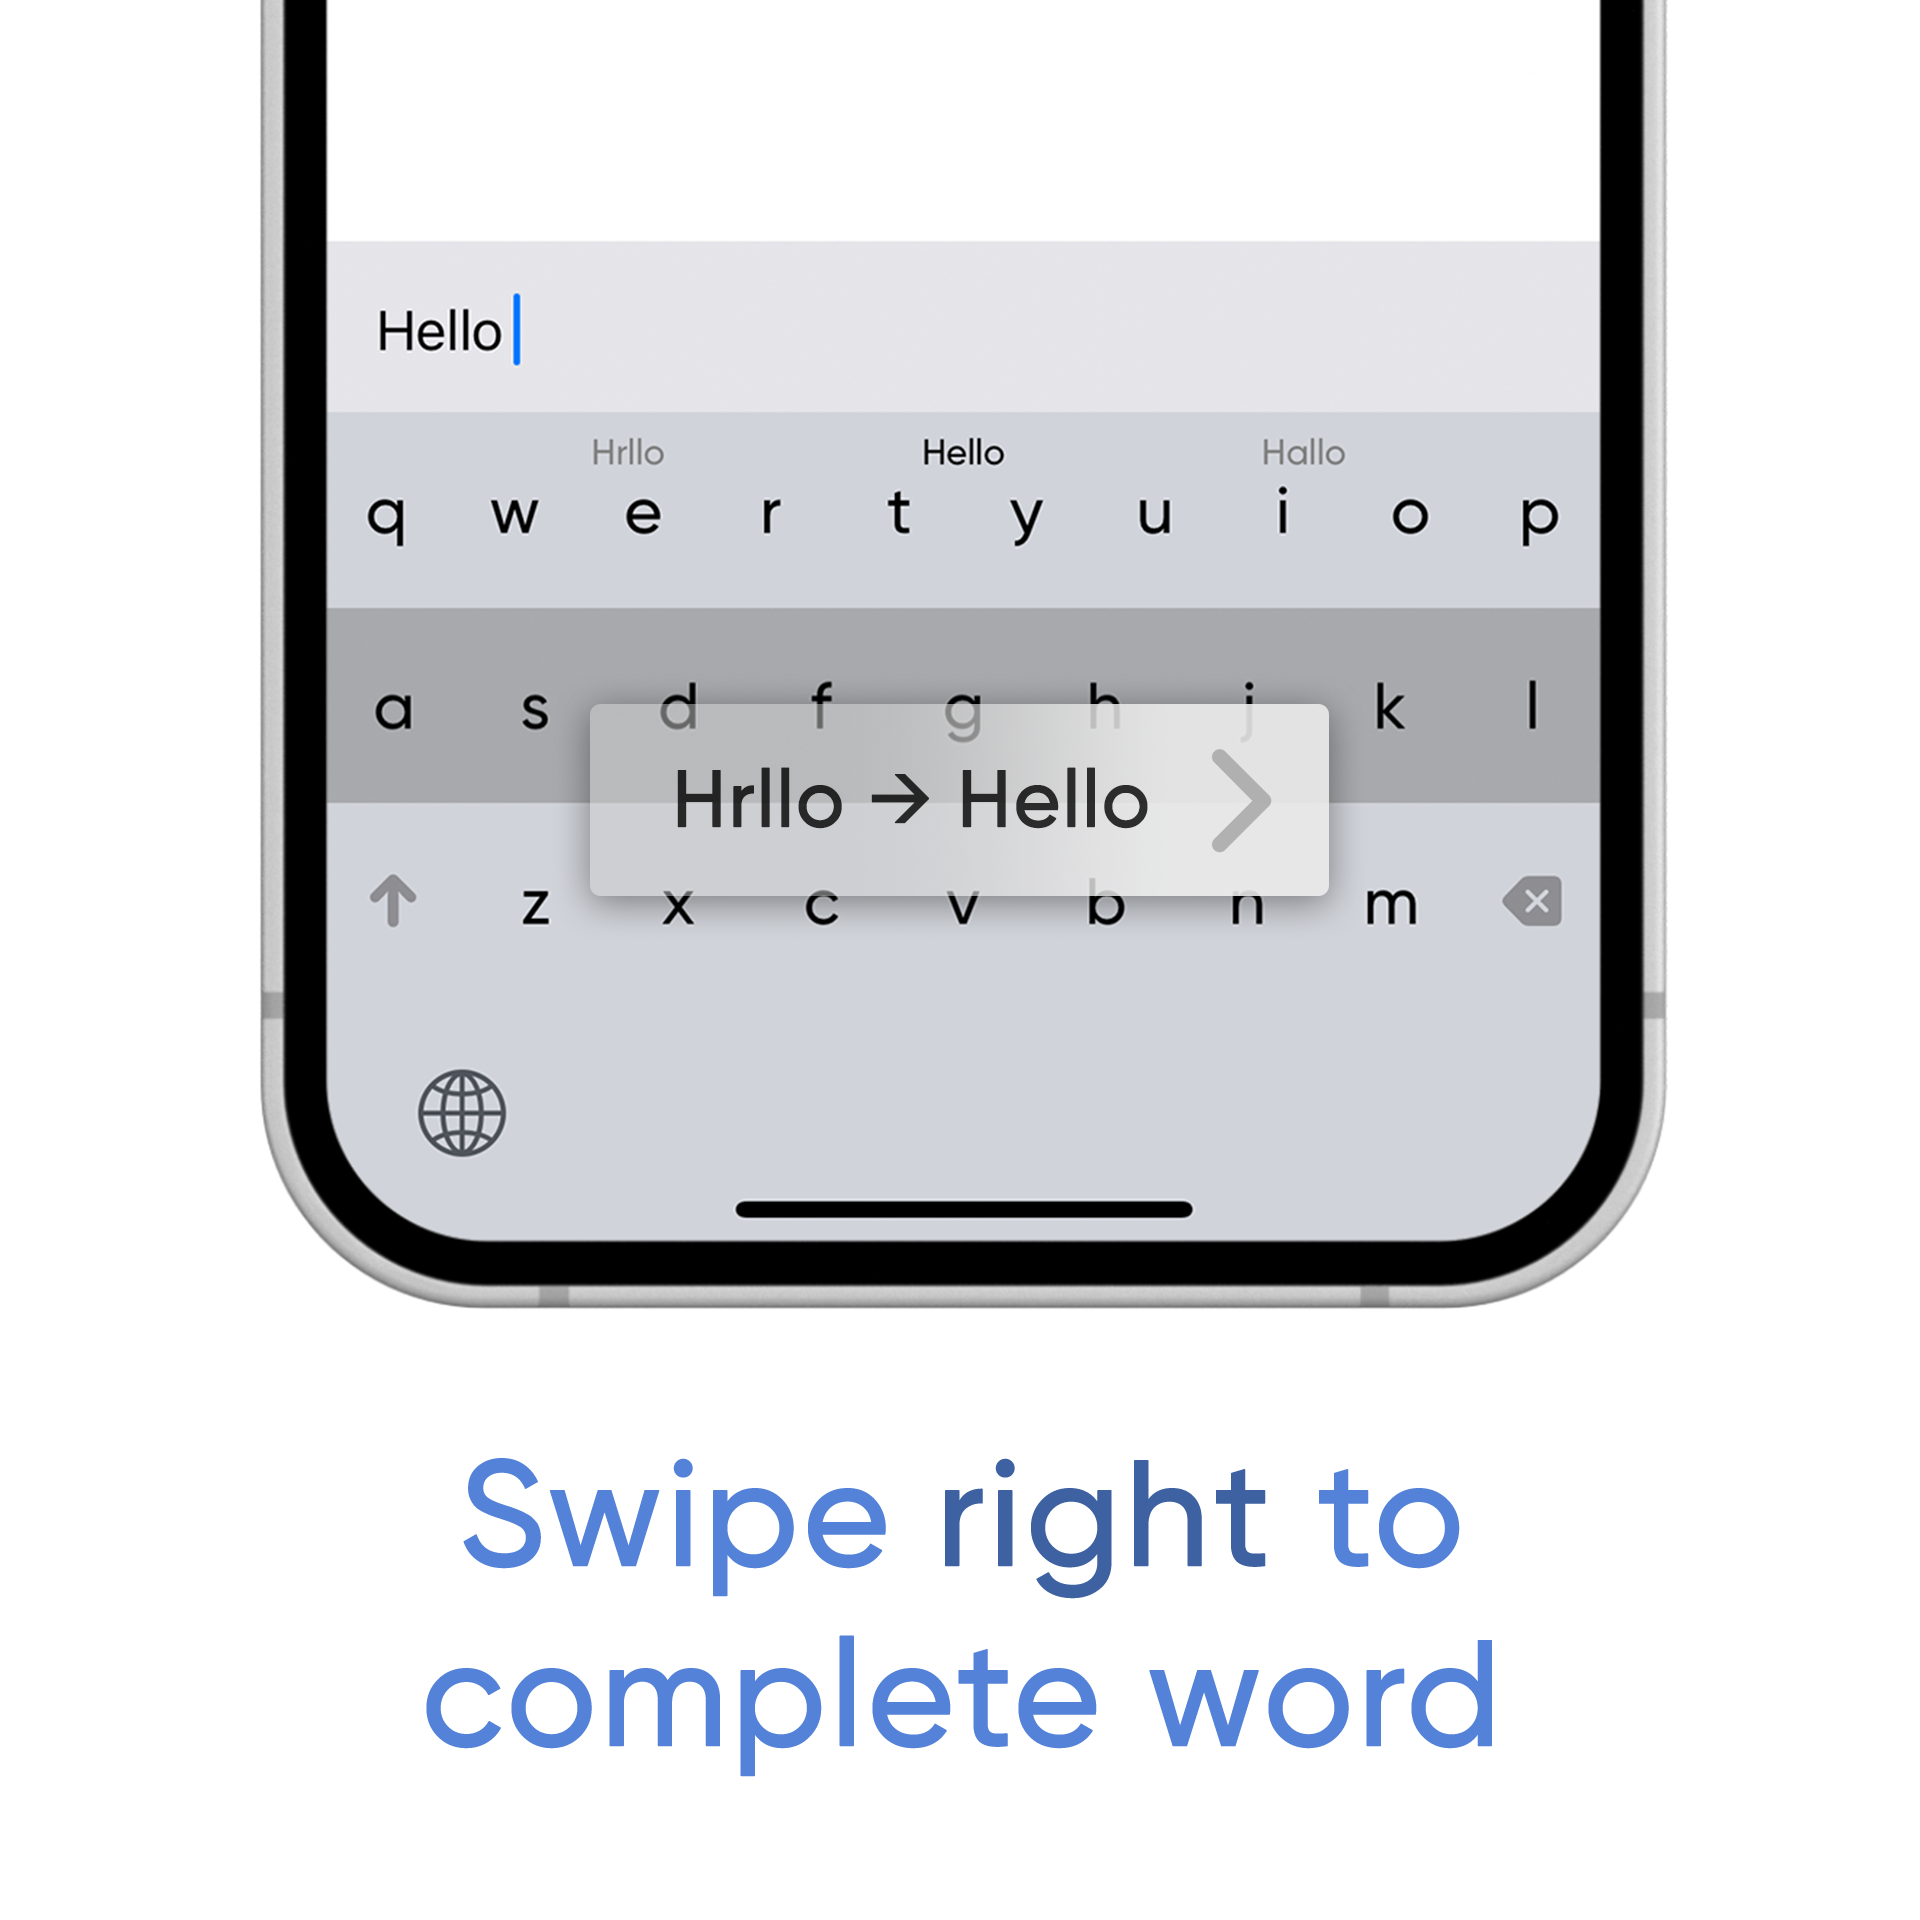 Hello
Hrllo Hello Hallo
q w e r t y u i o p
a s d f g h j k l
Hrllo → Hello
z x c v b n m
Swipe right to
complete word